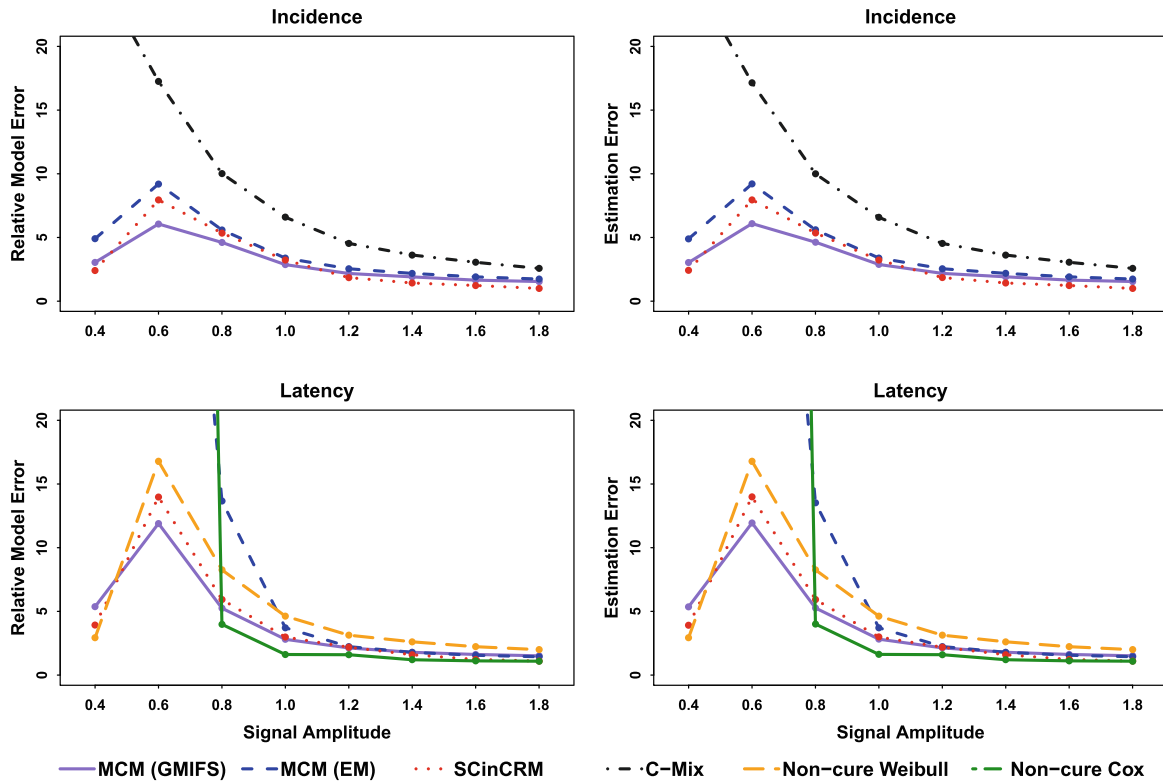 Incidence
Relative Model Error
20
15
10
5
0
0.4 0.6 0.8 1.0 1.2 1.4 1.6 1.8
Incidence
Estimation Error
20
15
10
5
0
0.4 0.6 0.8 1.0 1.2 1.4 1.6 1.8
Latency
Relative Model Error
20
15
10
5
0
0.4 0.6 0.8 1.0 1.2 1.4 1.6 1.8
Signal Amplitude
Latency
Estimation Error
20
15
10
5
0
0.4 0.6 0.8 1.0 1.2 1.4 1.6 1.8
Signal Amplitude
MCM (GMIFS) MCM (EM) SCinCRM C−Mix Non−cure Weibull Non−cure Cox